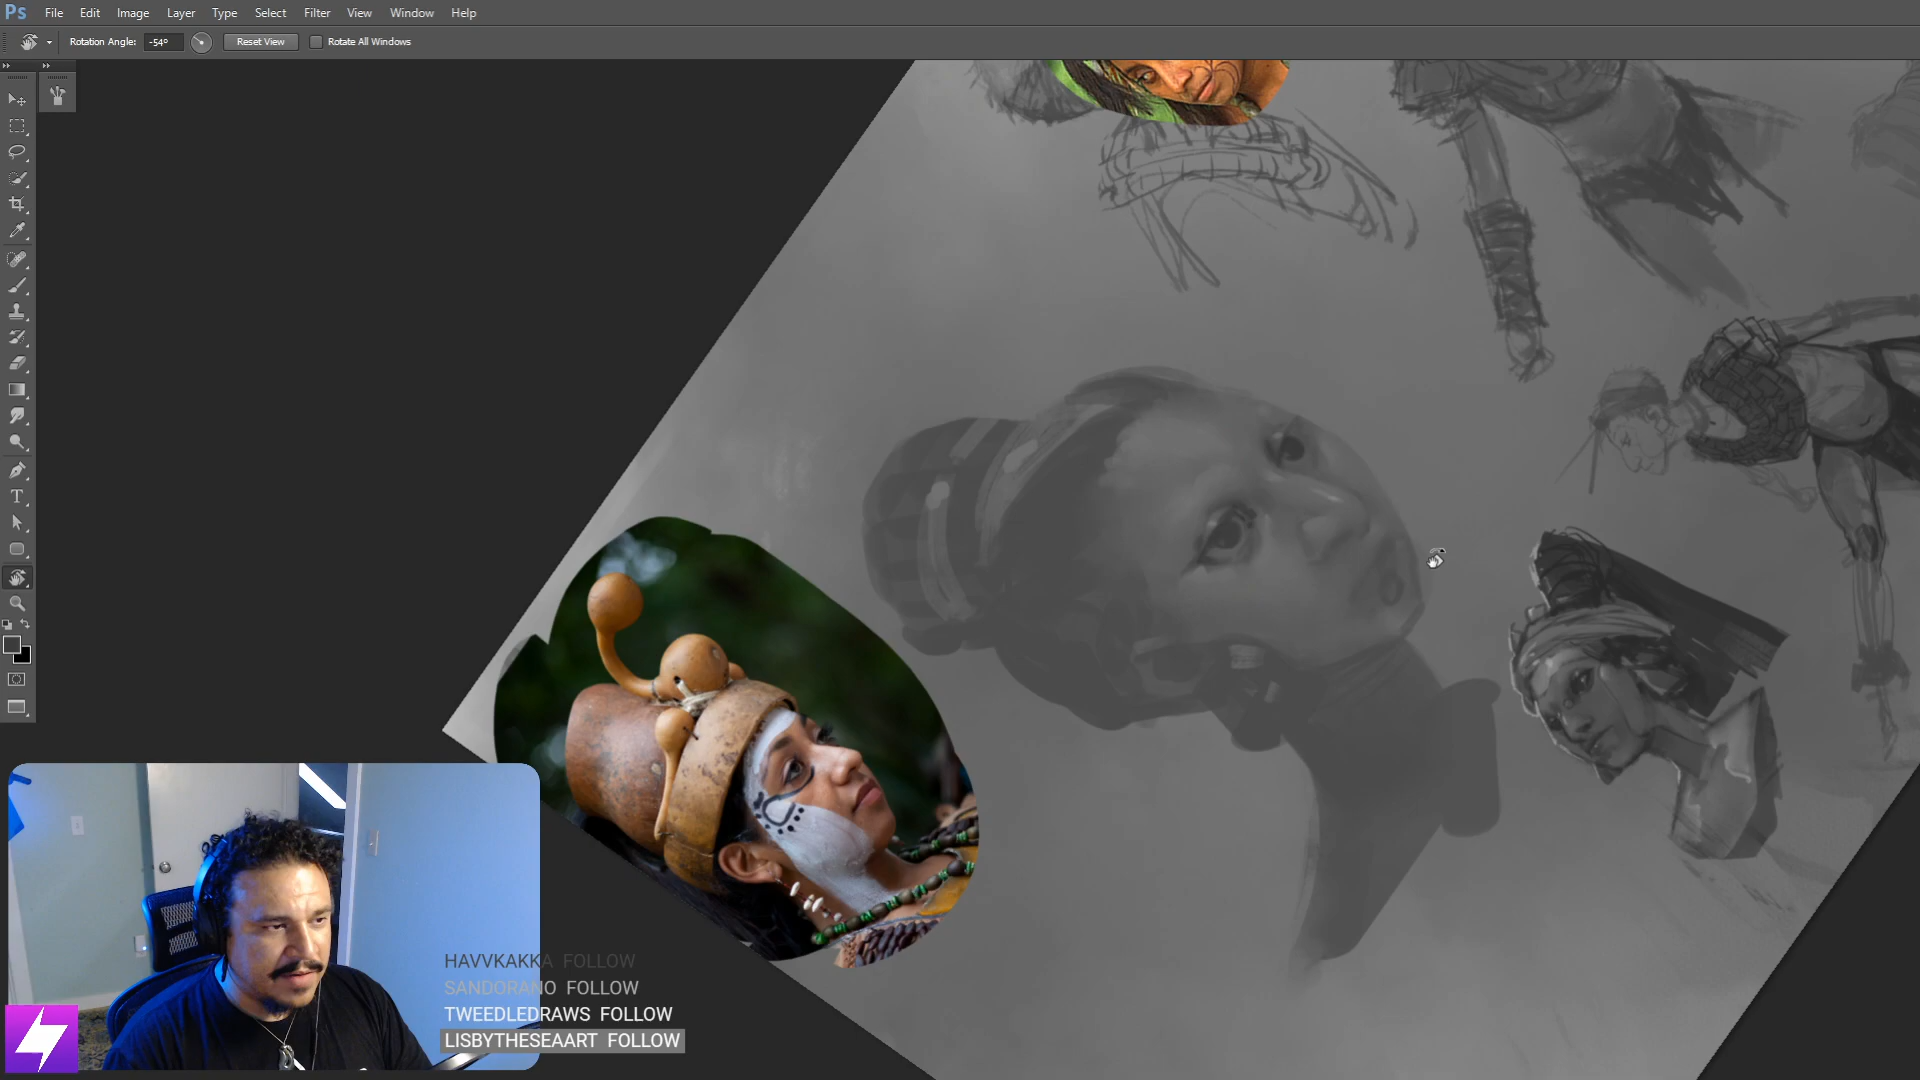 Ps File Edit Image Layer Type Select Filter View Window Help
Rotation Angle: -54° Reset View Rotate All Windows
T
HAVVKAKKA FOLLOW
SANDORANO FOLLOW
TWEEDLEDRAWS FOLLOW
LISBYTHESEAART FOLLOW